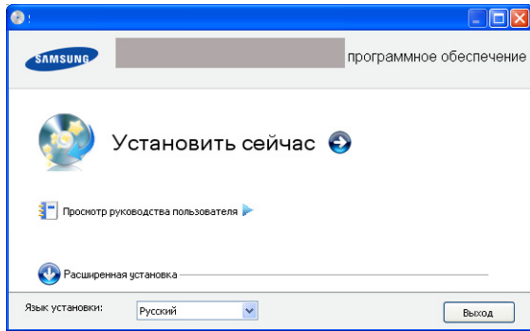 SAMSUNG программное обеспечение
Установить сейчас
Просмотр руководства пользователя
Расширенная установка
Язык установки: Русский Выход